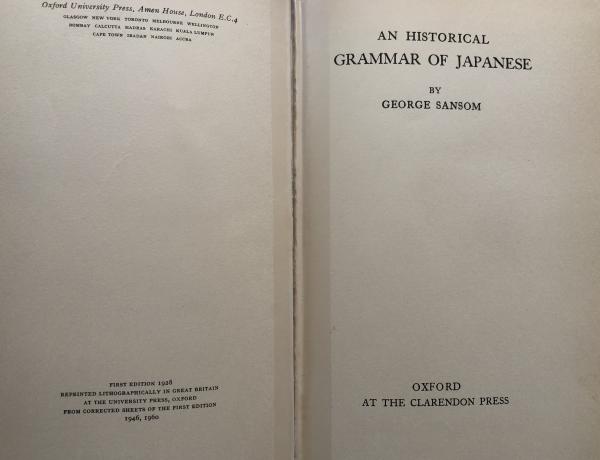 Oxford University Press, Amen House, London E.C.4
GLASGOW NEW YORK TORONTO MELBOURNE WELLINGTON
BOMBAY CALCUTTA MADRAS KARACHI KUALA LUMPUR
CAPE TOWN IBADAN NAIROBI ACCRA
FIRST EDITION 1928
REPRINTED LITHOGRAPHICALLY IN GREAT BRITAIN
AT THE UNIVERSITY PRESS, OXFORD
FROM CORRECTED SHEETS OF THE FIRST EDITION
1946, 1960
AN HISTORICAL
GRAMMAR OF JAPANESE
BY
GEORGE SANSOM
OXFORD
AT THE CLARENDON PRESS